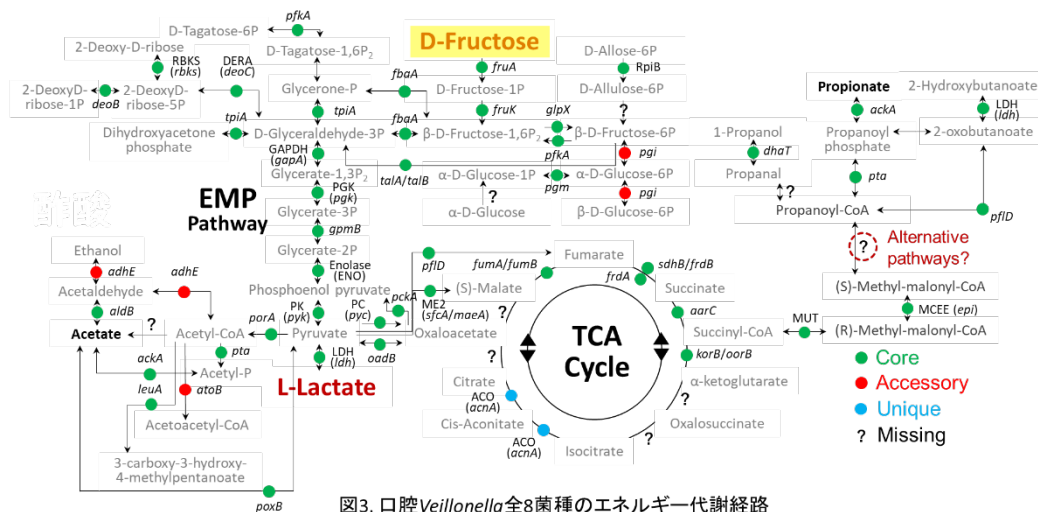 pfkA
D-Tagatose-6P
2-Deoxy-D-ribose
D-Fructose
D-Allose-6P
RBKS
(rbks)
DERA
(deoC)
D-Tagatose-1,6P2
fbaA
fruA
RpiB
Propionate
2-Hydroxybutanoate
2-DeoxyD-
ribose-1P
deoB
2-DeoxyD-
ribose-5P
Glycerone-P
D-Fructose-1P
D-Allulose-6P
ackA
LDH
(ldh)
tpiA
tpiA
fbaA
fruK
glpX
?
Dihydroxyacetone
phosphate
D-Glyceraldehyde-3P
β-D-Fructose-1,6P2
β-D-Fructose-6P
1-Propanol
Propanoyl
phosphate
2-oxobutanoate
GAPDH
(gapA)
pfkA
pgi
dhaT
Glycerate-1,3P2
talA/talB
α-D-Glucose-1P
pgm
α-D-Glucose-6P
Propanal
pta
EMP
Pathway
PGK
(pgk)
pgi
?
Glycerate-3P
α-D-Glucose
?
β-D-Glucose-6P
Propanoyl-CoA
pflD
酢酸
gpmB
Glycerate-2P
Ethanol
pflD
fumA/fumB
Fumarate
sdhB/frdB
?
Alternative
pathways?
adhE
adhE
Enolase
(ENO)
frdA
Acetaldehyde
Phosphoenol pyruvate
(S)-Malate
Succinate
(S)-Methyl-malonyl-CoA
aldB
porA
PK
(pyk)
PC
(pyc)
pckA
ME2
(sfcA/maeA)
aarC
MCEE (epi)
Acetate
?
Acetyl-CoA
Pyruvate
Oxaloacetate
TCA
Cycle
Succinyl-CoA
MUT
(R)-Methyl-malonyl-CoA
ackA
pta
LDH
(ldh)
oadB
?
korB/oorB
Core
Acetyl-P
L-Lactate
Citrate
α-ketoglutarate
Accessory
leuA
atoB
ACO
(acnA)
?
Unique
Acetoacetyl-CoA
Cis-Aconitate
Oxalosuccinate
? Missing
ACO
(acnA)
?
Isocitrate
3-carboxy-3-hydroxy-
4-methylpentanoate
poxB
図3. 口腔Veillonella全8菌種のエネルギー代謝経路